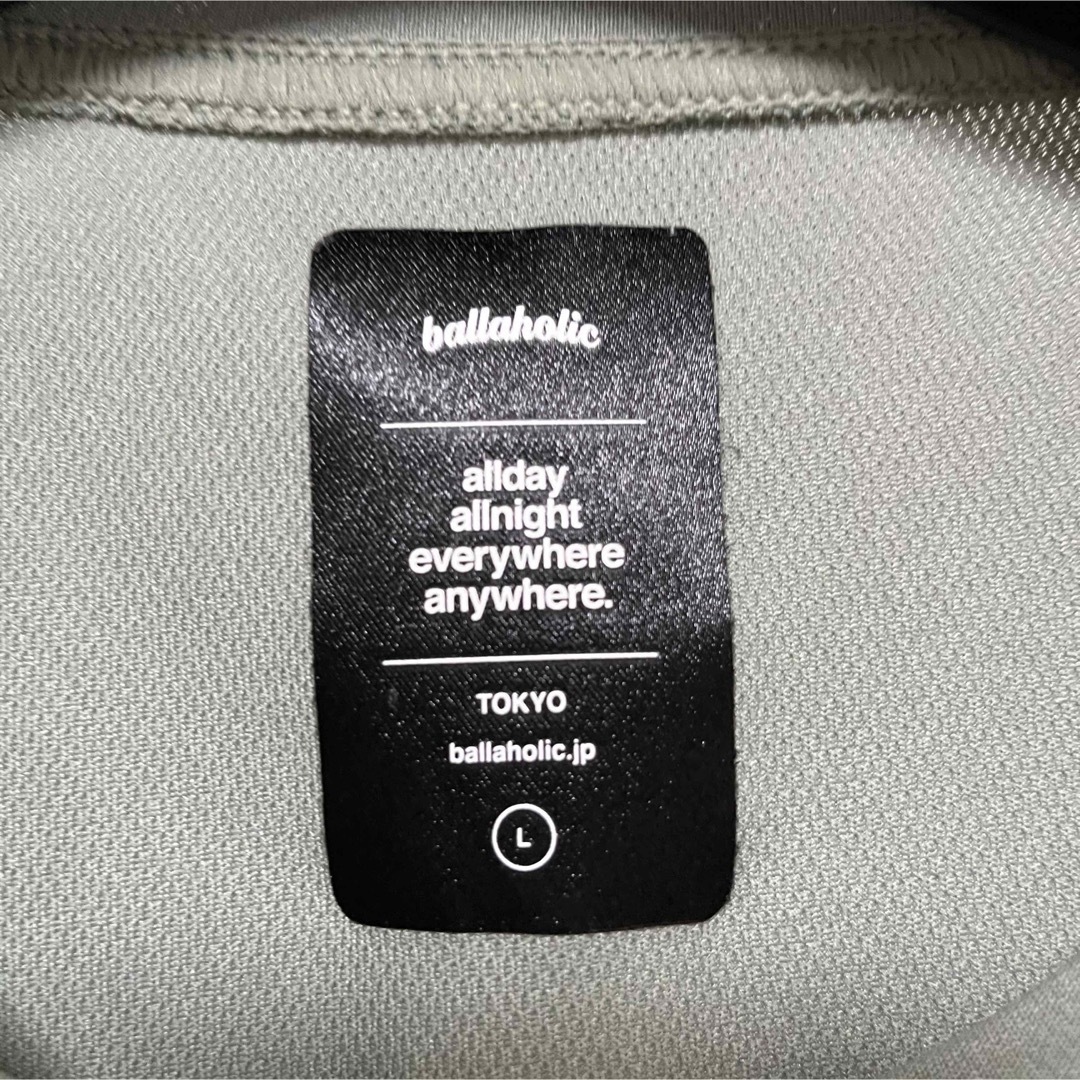 ballaholic
allday
allnight
everywhere
anywhere.
TOKYO
ballaholic.jp
L